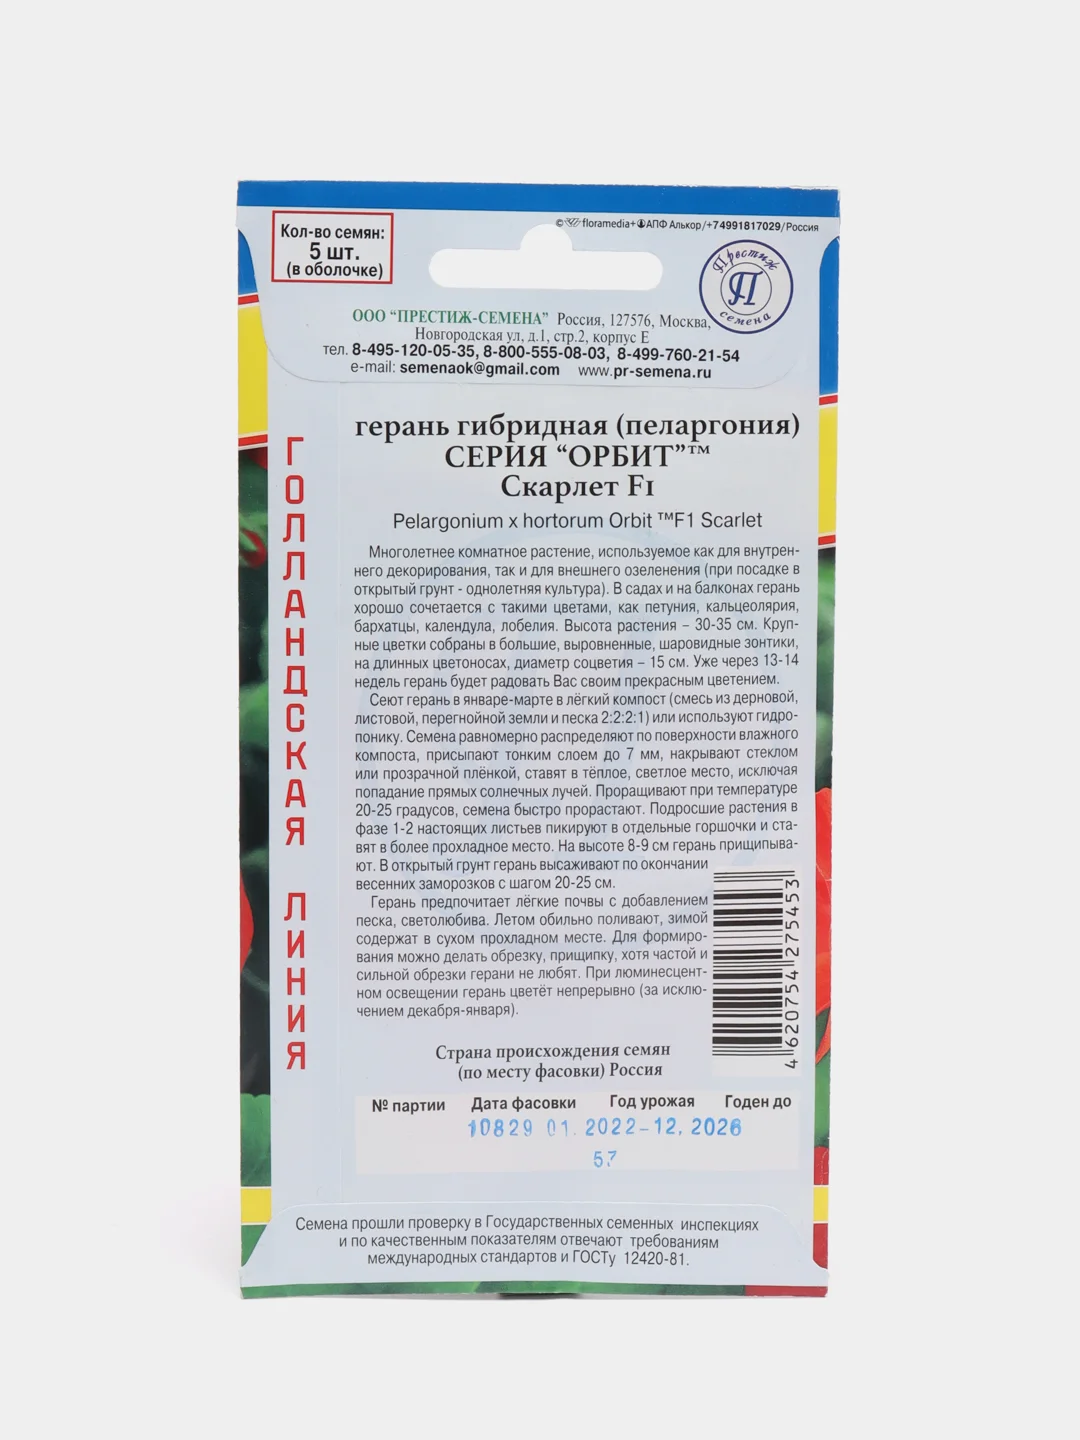 © floramedia+ АПФ Алькор/+74991817029/Россия
Кол-во семян:
5 шт.
(в оболочке)
Престиж
П
семена
ООО “ПРЕСТИЖ-СЕМЕНА” Россия, 127576, Москва,
Новгородская ул, д.1, стр.2, корпус Е
тел. 8-495-120-05-35, 8-800-555-08-03, 8-499-760-21-54
e-mail: semenaok@gmail.com www.pr-semena.ru
ГОЛЛАНДСКАЯ ЛИНИЯ
герань гибридная (пеларгония)
СЕРИЯ “ОРБИТ”™
Скарлет F1
Pelargonium x hortorum Orbit ™F1 Scarlet
Многолетнее комнатное растение, используемое как для внутрен-
него декорирования, так и для внешнего озеленения (при посадке в
открытый грунт - однолетняя культура). В садах и на балконах герань
хорошо сочетается с такими цветами, как петуния, кальцеолярия,
бархатцы, календула, лобелия. Высота растения – 30-35 см. Круп-
ные цветки собраны в большие, выровненные, шаровидные зонтики,
на длинных цветоносах, диаметр соцветия – 15 см. Уже через 13-14
недель герань будет радовать Вас своим прекрасным цветением.
Сеют герань в январе-марте в лёгкий компост (смесь из дерновой,
листовой, перегнойной земли и песка 2:2:2:1) или используют гидро-
понику. Семена равномерно распределяют по поверхности влажного
компоста, присыпают тонким слоем до 7 мм, накрывают стеклом
или прозрачной плёнкой, ставят в тёплое, светлое место, исключая
попадание прямых солнечных лучей. Проращивают при температуре
20-25 градусов, семена быстро прорастают. Подросшие растения в
фазе 1-2 настоящих листьев пикируют в отдельные горшочки и ста-
вят в более прохладное место. На высоте 8-9 см герань прищипыва-
ют. В открытый грунт герань высаживают по окончании
весенних заморозков с шагом 20-25 см.
Герань предпочитает лёгкие почвы с добавлением
песка, светолюбива. Летом обильно поливают, зимой
содержат в сухом прохладном месте. Для формиро-
вания можно делать обрезку, прищипку, хотя частой и
сильной обрезки герани не любят. При люминесцент-
ном освещении герань цветёт непрерывно (за исклю-
чением декабря-января).
4 620754 275453
Страна происхождения семян
(по месту фасовки) Россия
№ партии Дата фасовки Год урожая Годен до
10829 01. 2022-12. 2026
57
Семена прошли проверку в Государственных семенных инспекциях
и по качественным показателям отвечают требованиям
международных стандартов и ГОСТу 12420-81.